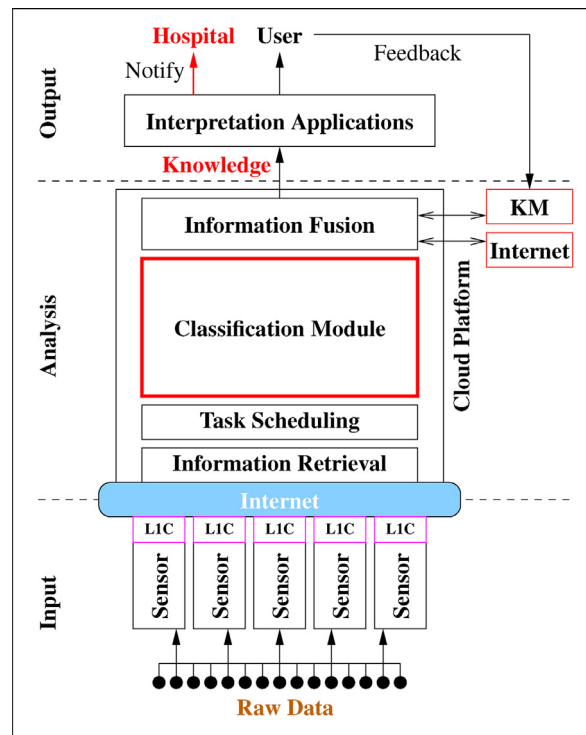 Hospital
User
Notify
Feedback
Output
Interpretation Applications
Knowledge
Information Fusion
KM
Internet
Analysis
Classification Module
Cloud Platform
Task Scheduling
Information Retrieval
Internet
L1C
L1C
L1C
L1C
L1C
Input
Sensor
Sensor
Sensor
Sensor
Sensor
Raw Data